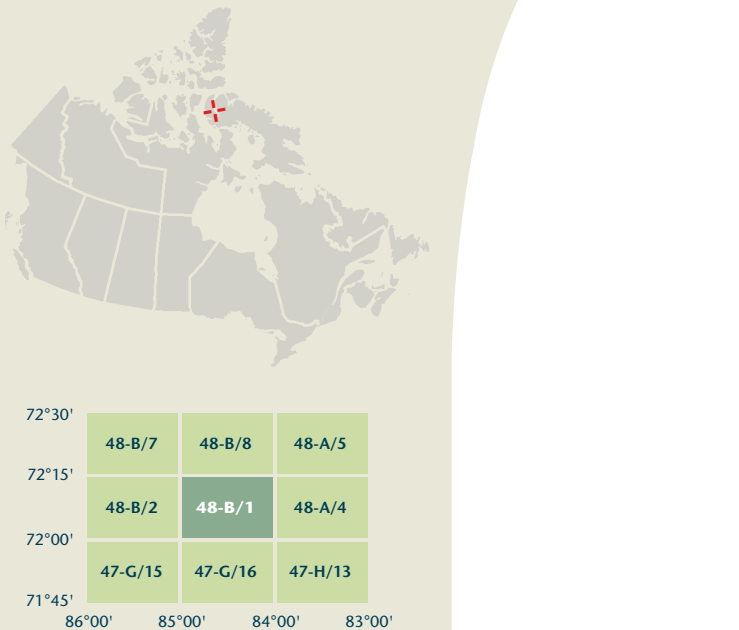 72°30'
48-B/7 48-B/8 48-A/5
72°15'
48-B/2 48-B/1 48-A/4
72°00'
47-G/15 47-G/16 47-H/13
71°45'
86°00' 85°00' 84°00' 83°00'